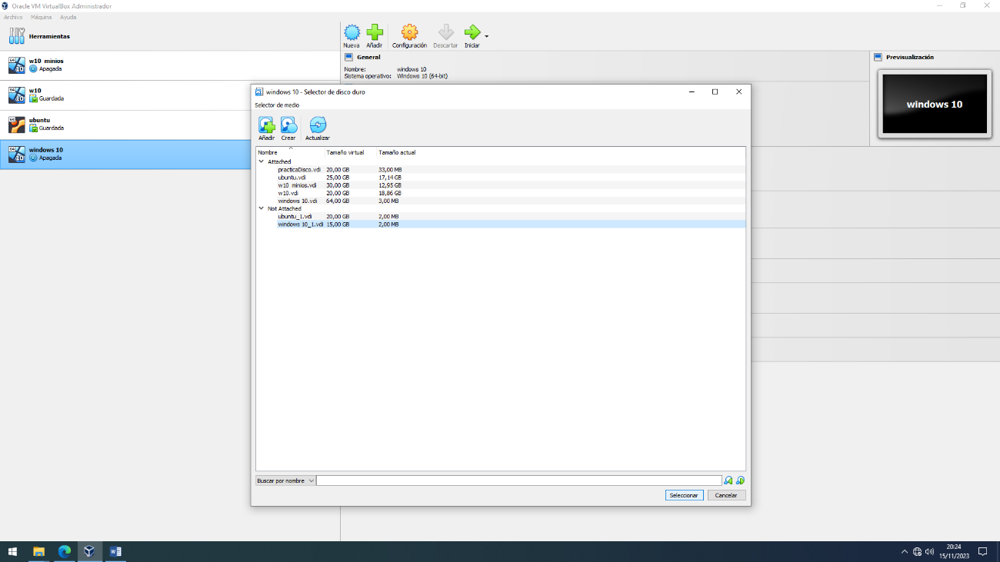 Oracle VM VirtualBox Administrador
Archivo Máquina Ayuda
Herramientas
Nueva Añadir Configuración Descartar Iniciar
w10 minios
Apagada
w10
Guardada
ubuntu
Guardada
windows 10
Apagada
General
Nombre: windows 10
Sistema operativo: Windows 10 (64-bit)
Previsualización
windows 10
windows 10 - Selector de disco duro
Selector de medio
Añadir Crear Actualizar
Nombre Tamaño virtual Tamaño actual
Attached
practicaDisco.vdi 20,00 GB 33,00 MB
ubuntu.vdi 25,00 GB 17,14 GB
w10 minios.vdi 30,00 GB 12,95 GB
w10.vdi 20,00 GB 18,86 GB
windows 10.vdi 64,00 GB 3,00 MB
Not Attached
ubuntu_1.vdi 20,00 GB 2,00 MB
windows 10_1.vdi 15,00 GB 2,00 MB
Buscar por nombre
Seleccionar Cancelar
20:24
15/11/2023